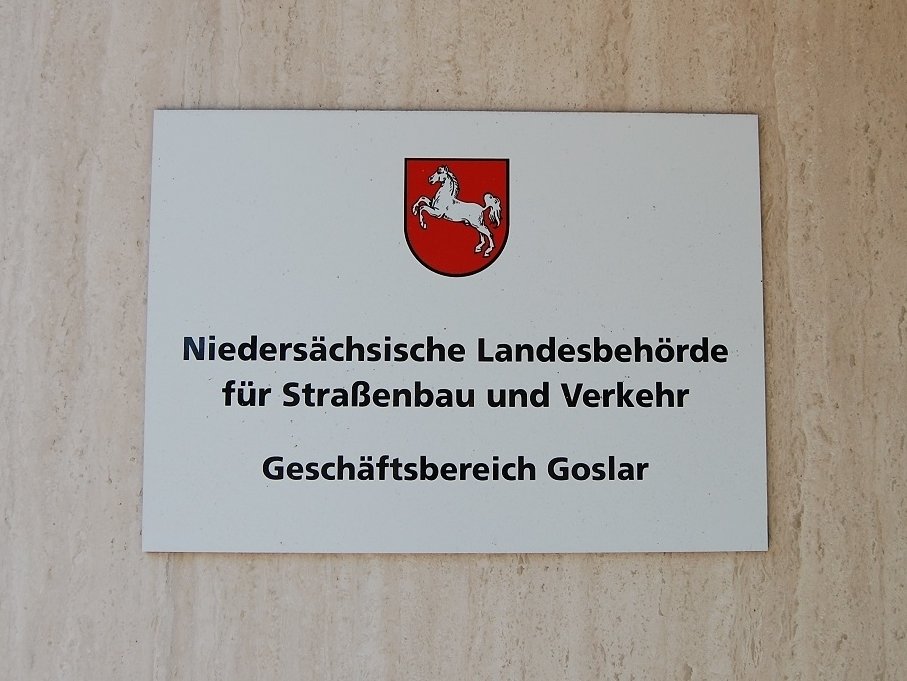 Niedersächsische Landesbehörde
für Straßenbau und Verkehr
Geschäftsbereich Goslar